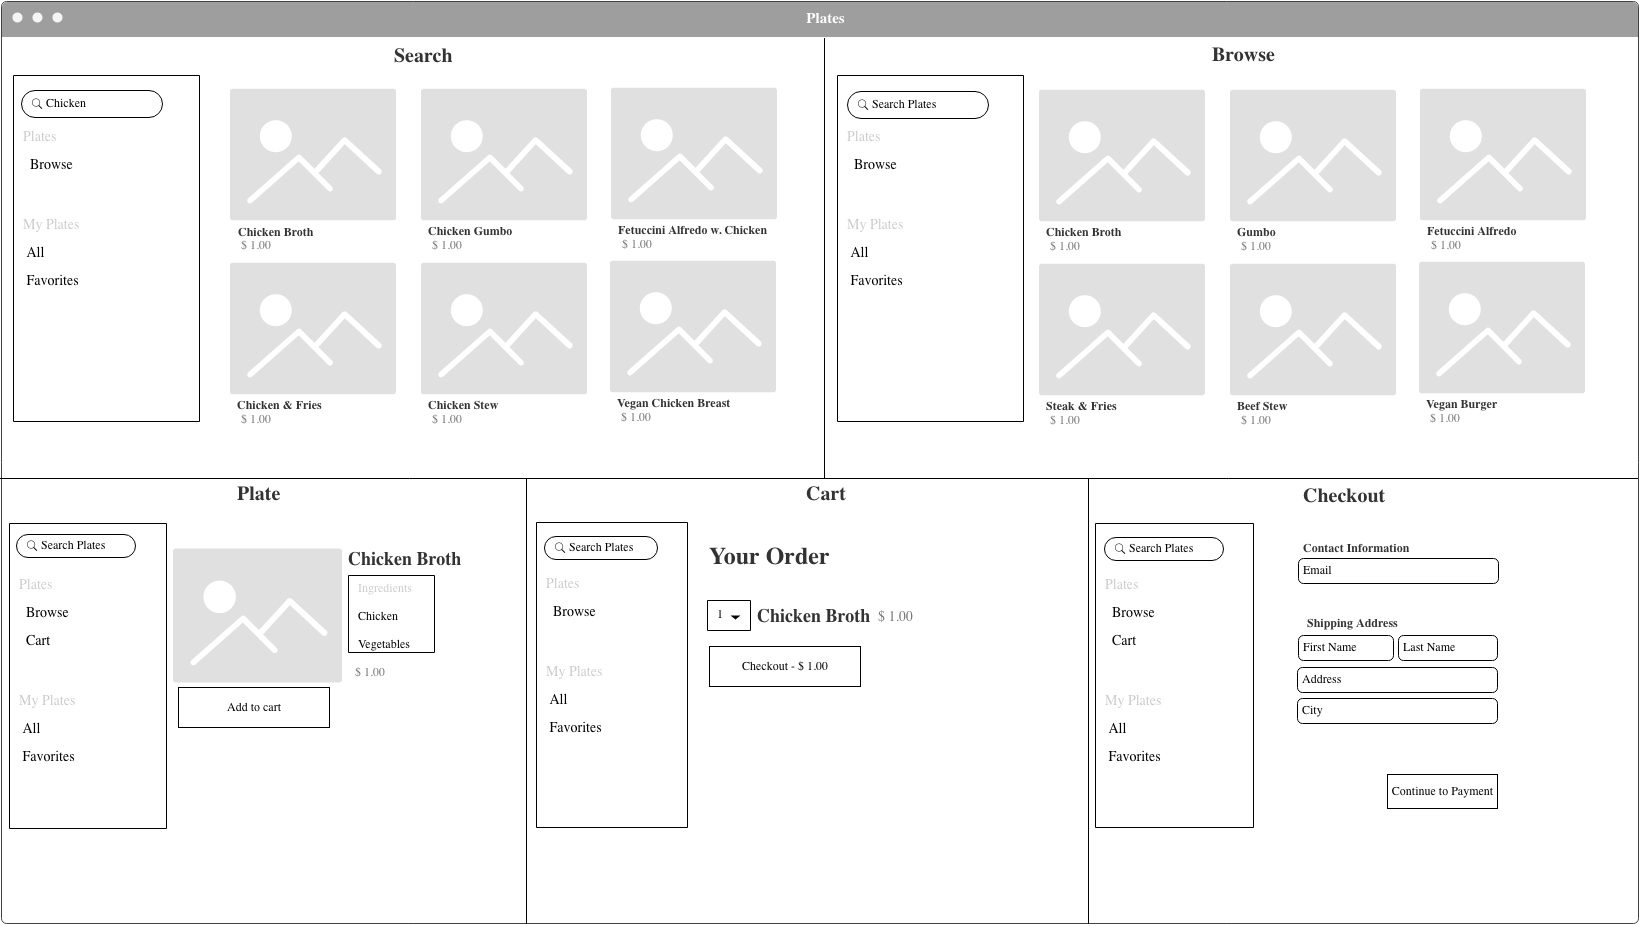 Plates
Search
Chicken
Plates
Browse
My Plates
All
Favorites
Chicken Broth
$ 1.00
Chicken Gumbo
$ 1.00
Fetuccini Alfredo w. Chicken
$ 1.00
Chicken & Fries
$ 1.00
Chicken Stew
$ 1.00
Vegan Chicken Breast
$ 1.00
Browse
Search Plates
Plates
Browse
My Plates
All
Favorites
Chicken Broth
$ 1.00
Gumbo
$ 1.00
Fetuccini Alfredo
$ 1.00
Steak & Fries
$ 1.00
Beef Stew
$ 1.00
Vegan Burger
$ 1.00
Plate
Search Plates
Plates
Browse
Cart
My Plates
All
Favorites
Chicken Broth
Ingredients
Chicken
Vegetables
$ 1.00
Add to cart
Cart
Search Plates
Plates
Browse
My Plates
All
Favorites
Your Order
1 Chicken Broth $ 1.00
Checkout - $ 1.00
Checkout
Search Plates
Plates
Browse
Cart
My Plates
All
Favorites
Contact Information
Email
Shipping Address
First Name Last Name
Address
City
Continue to Payment